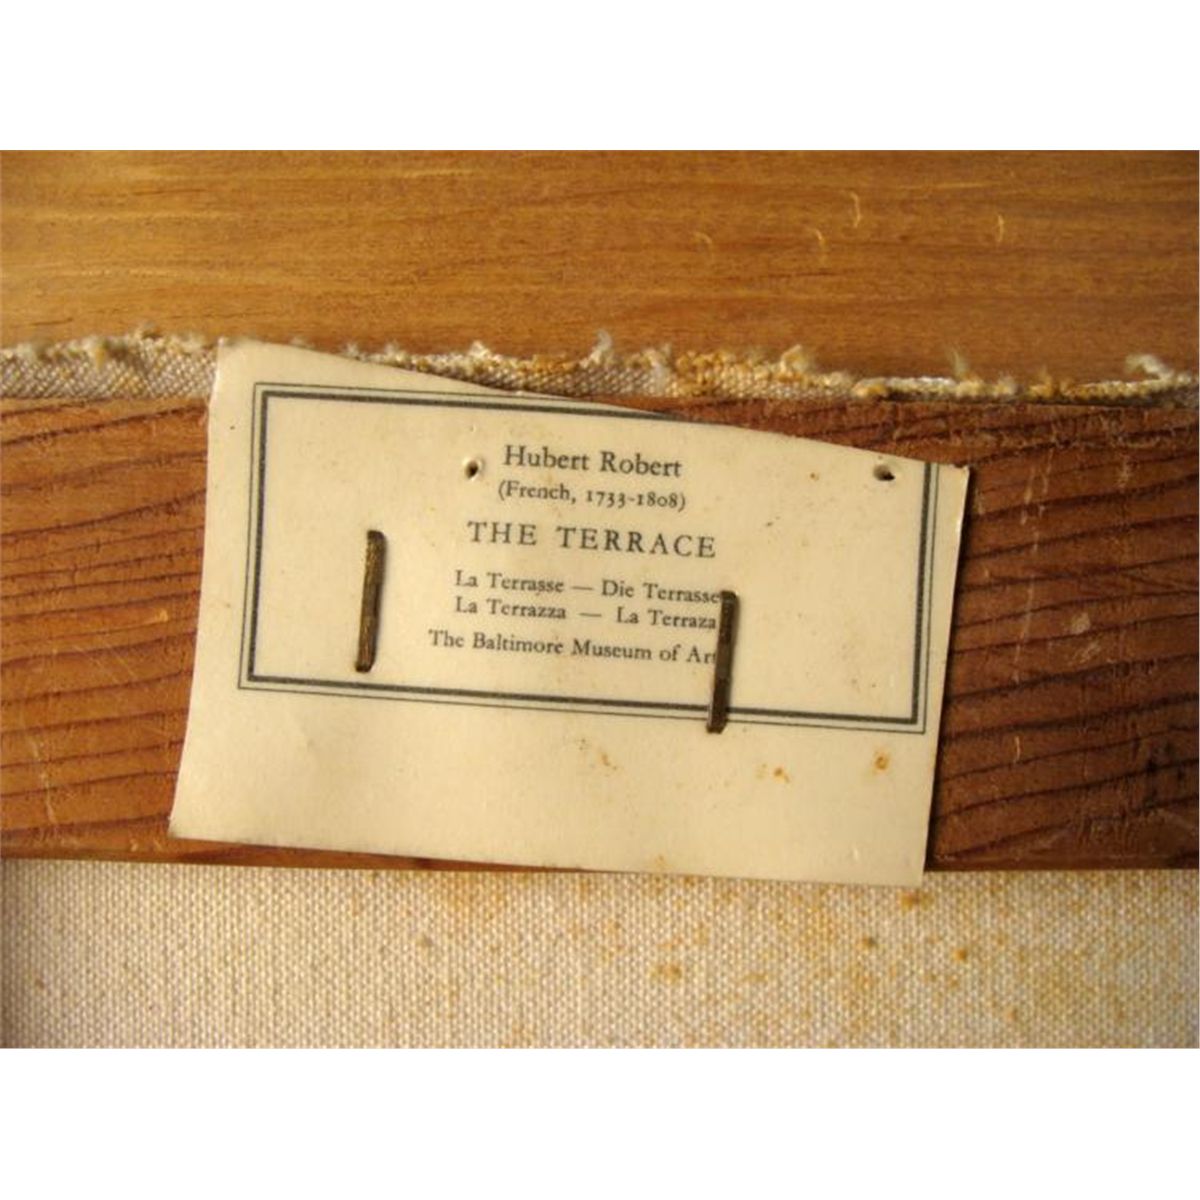 Hubert Robert
(French, 1733-1808)
THE TERRACE
La Terrasse — Die Terrasse
La Terrazza — La Terraza
The Baltimore Museum of Art